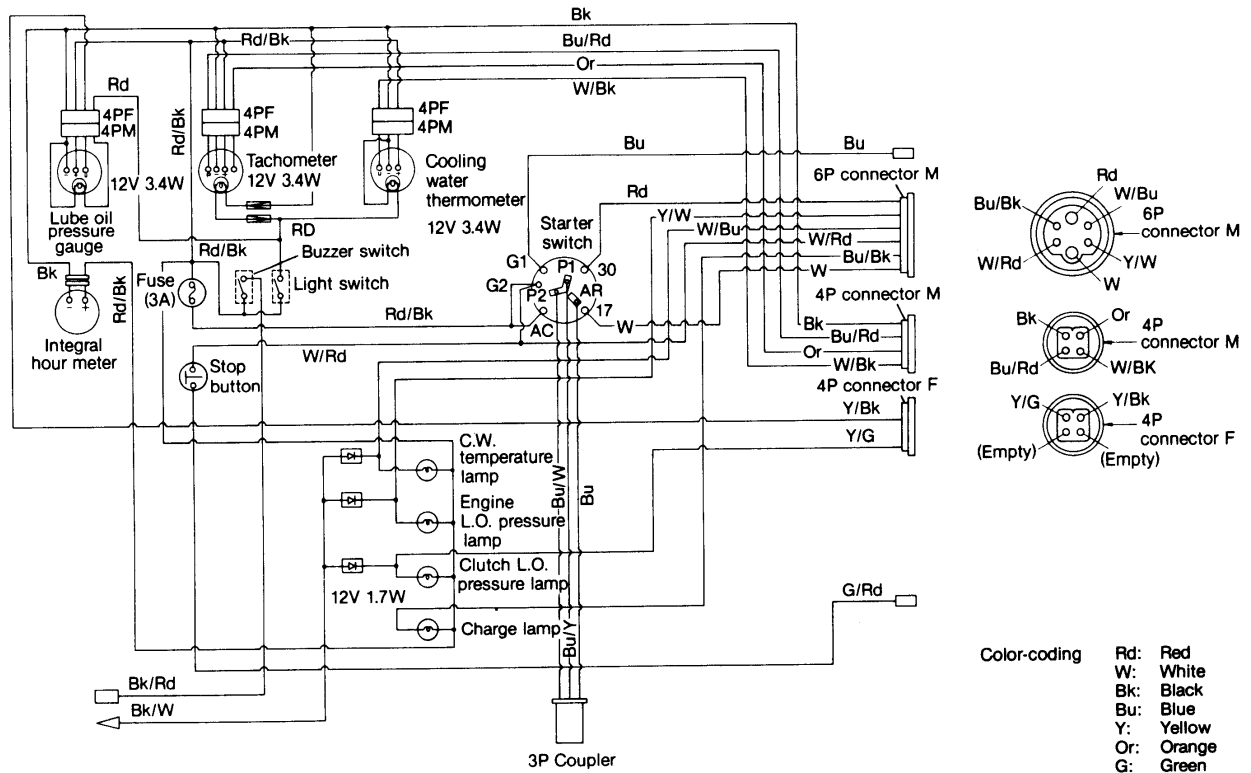 Bk
Rd/Bk
Bu/Rd
Or
W/Bk
Rd
Rd/Bk
4PF
4PM
4PF
4PM
4PF
4PM
12V 3.4W
Tachometer
12V 3.4W
Cooling
water
thermometer
12V 3.4W
Lube oil
pressure
gauge
Bu
Bu
6P connector M
Rd
Y/W
W/Bu
W/Rd
Bu/Bk
W
Starter
switch
G1
P1
30
G2
P2
AR
17
AC
W
RD
Rd/Bk
Buzzer switch
Light switch
Fuse
(3A)
Bk
Rd/Bk
- +
Integral
hour meter
Rd/Bk
W/Rd
Stop
button
4P connector M
Bk
Bu/Rd
Or
W/Bk
4P connector F
Y/Bk
Y/G
C.W.
temperature
lamp
Engine
L.O. pressure
lamp
Clutch L.O.
pressure lamp
12V 1.7W
Charge lamp
Bu/W
Bu
Bu/Y
G/Rd
Bk/Rd
Bk/W
3P Coupler
Rd
Bu/Bk
W/Bu
6P
connector M
W/Rd
Y/W
W
Bk
Or
4P
connector M
Bu/Rd
W/BK
Y/G
Y/Bk
4P
connector F
(Empty)
(Empty)
Color-coding
Rd: Red
W: White
Bk: Black
Bu: Blue
Y: Yellow
Or: Orange
G: Green